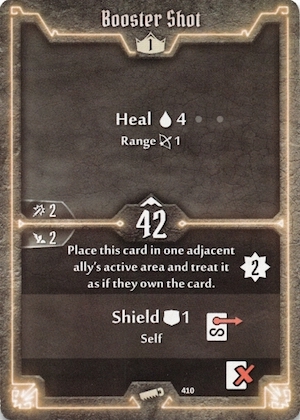 Booster Shot
1
Heal 4
Range 1
2
42
2
Place this card in one adjacent
ally's active area and treat it
as if they own the card.
2
Shield 1
Self
S
410